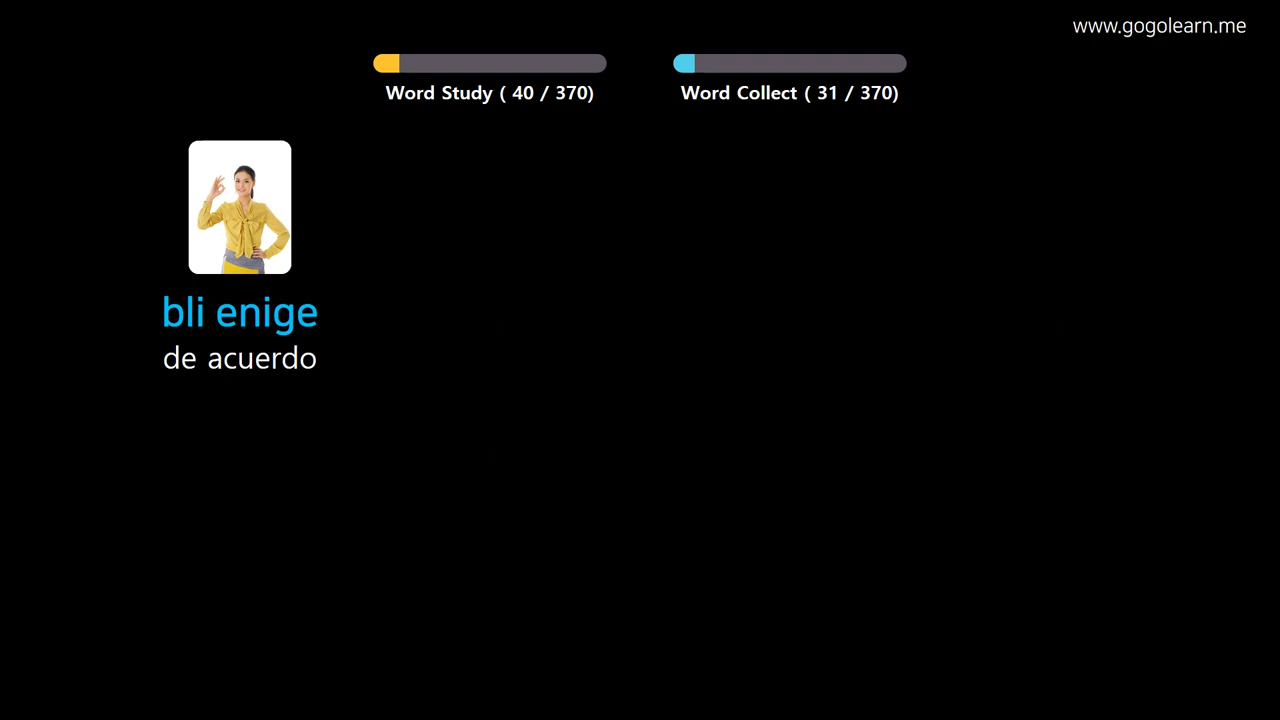 www.gogolearn.me
Word Study ( 40 / 370)
Word Collect ( 31 / 370)
bli enige
de acuerdo